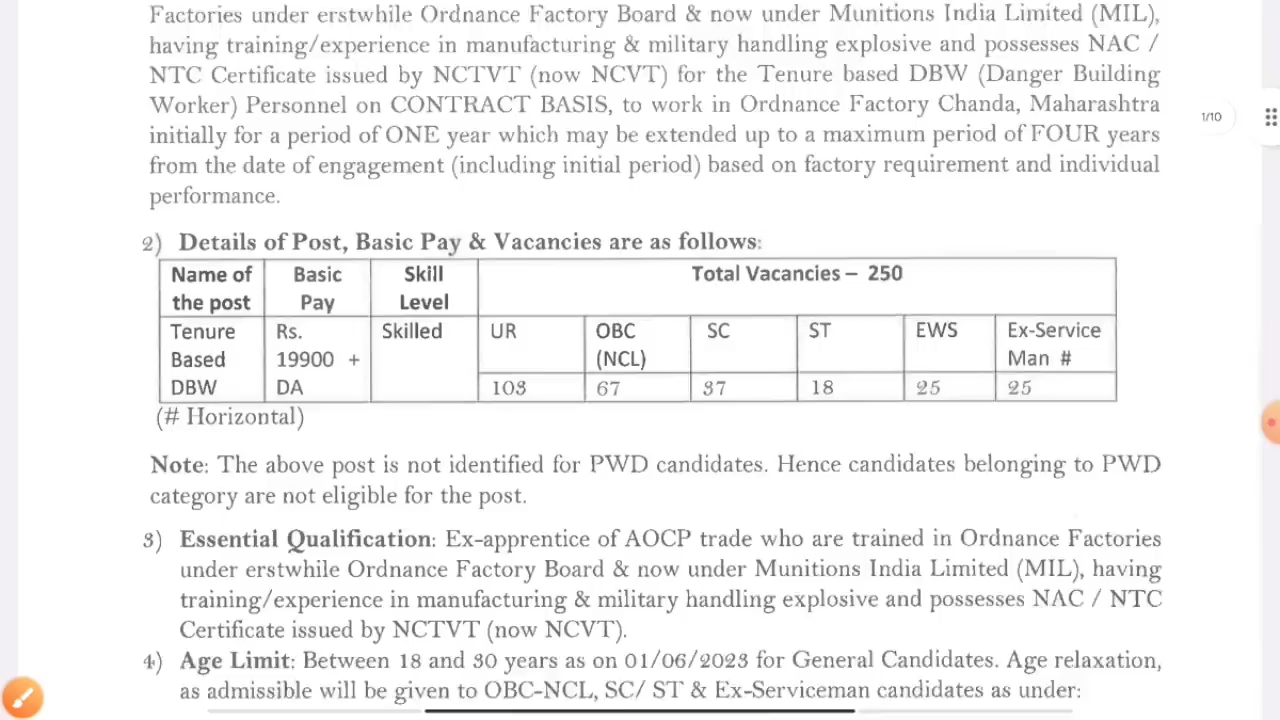 Factories under erstwhile Ordnance Factory Board & now under Munitions India Limited (MIL),
having training/experience in manufacturing & military handling explosive and possesses NAC /
NTC Certificate issued by NCTVT (now NCVT) for the Tenure based DBW (Danger Building
Worker) Personnel on CONTRACT BASIS, to work in Ordnance Factory Chanda, Maharashtra
initially for a period of ONE year which may be extended up to a maximum period of FOUR years
from the date of engagement (including initial period) based on factory requirement and individual
performance.
1/10
2) Details of Post, Basic Pay & Vacancies are as follows:
Name of the post Basic Pay Skill Level Total Vacancies – 250
Tenure Based DBW Rs. 19900 + DA Skilled UR OBC (NCL) SC ST EWS Ex-Service Man #
103 67 37 18 25 25
(# Horizontal)
Note: The above post is not identified for PWD candidates. Hence candidates belonging to PWD
category are not eligible for the post.
3) Essential Qualification: Ex-apprentice of AOCP trade who are trained in Ordnance Factories
under erstwhile Ordnance Factory Board & now under Munitions India Limited (MIL), having
training/experience in manufacturing & military handling explosive and possesses NAC / NTC
Certificate issued by NCTVT (now NCVT).
4) Age Limit: Between 18 and 30 years as on 01/06/2023 for General Candidates. Age relaxation,
as admissible will be given to OBC-NCL, SC/ ST & Ex-Serviceman candidates as under: